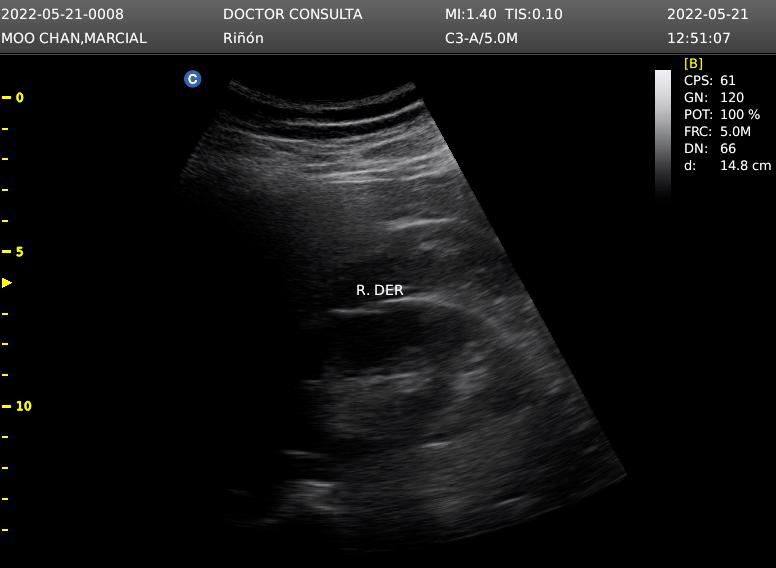 2022-05-21-0008 DOCTOR CONSULTA MI:1.40 TIS:0.10 2022-05-21
MOO CHAN,MARCIAL Riñón C3-A/5.0M 12:51:07
C
[B]
CPS: 61
GN: 120
POT: 100 %
FRC: 5.0M
DN: 66
d: 14.8 cm
0
5
R. DER
10